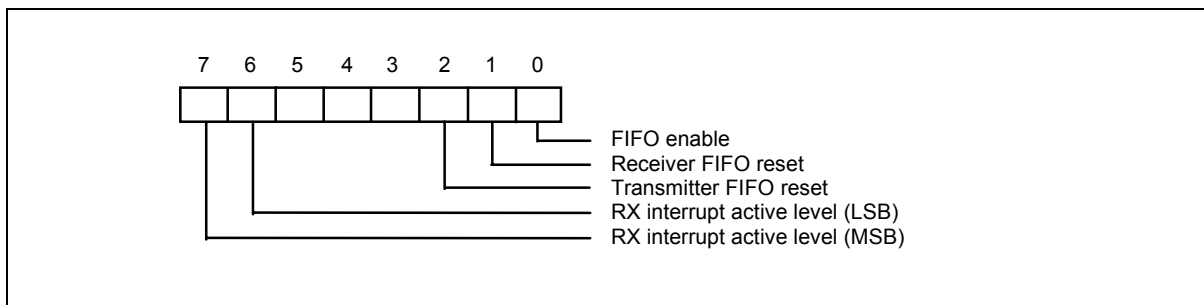 7 6 5 4 3 2 1 0
FIFO enable
Receiver FIFO reset
Transmitter FIFO reset
RX interrupt active level (LSB)
RX interrupt active level (MSB)